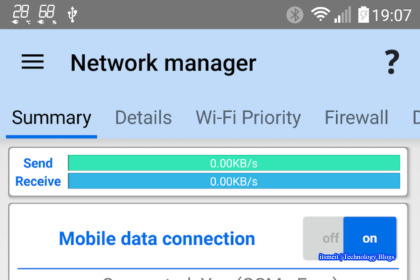 28 °C 68 % 19:07
Network manager ?
Summary Details Wi-Fi Priority Firewall D
Send 0.00KB/s
Receive 0.00KB/s
Mobile data connection off on
itsmeit - Technology Blogs